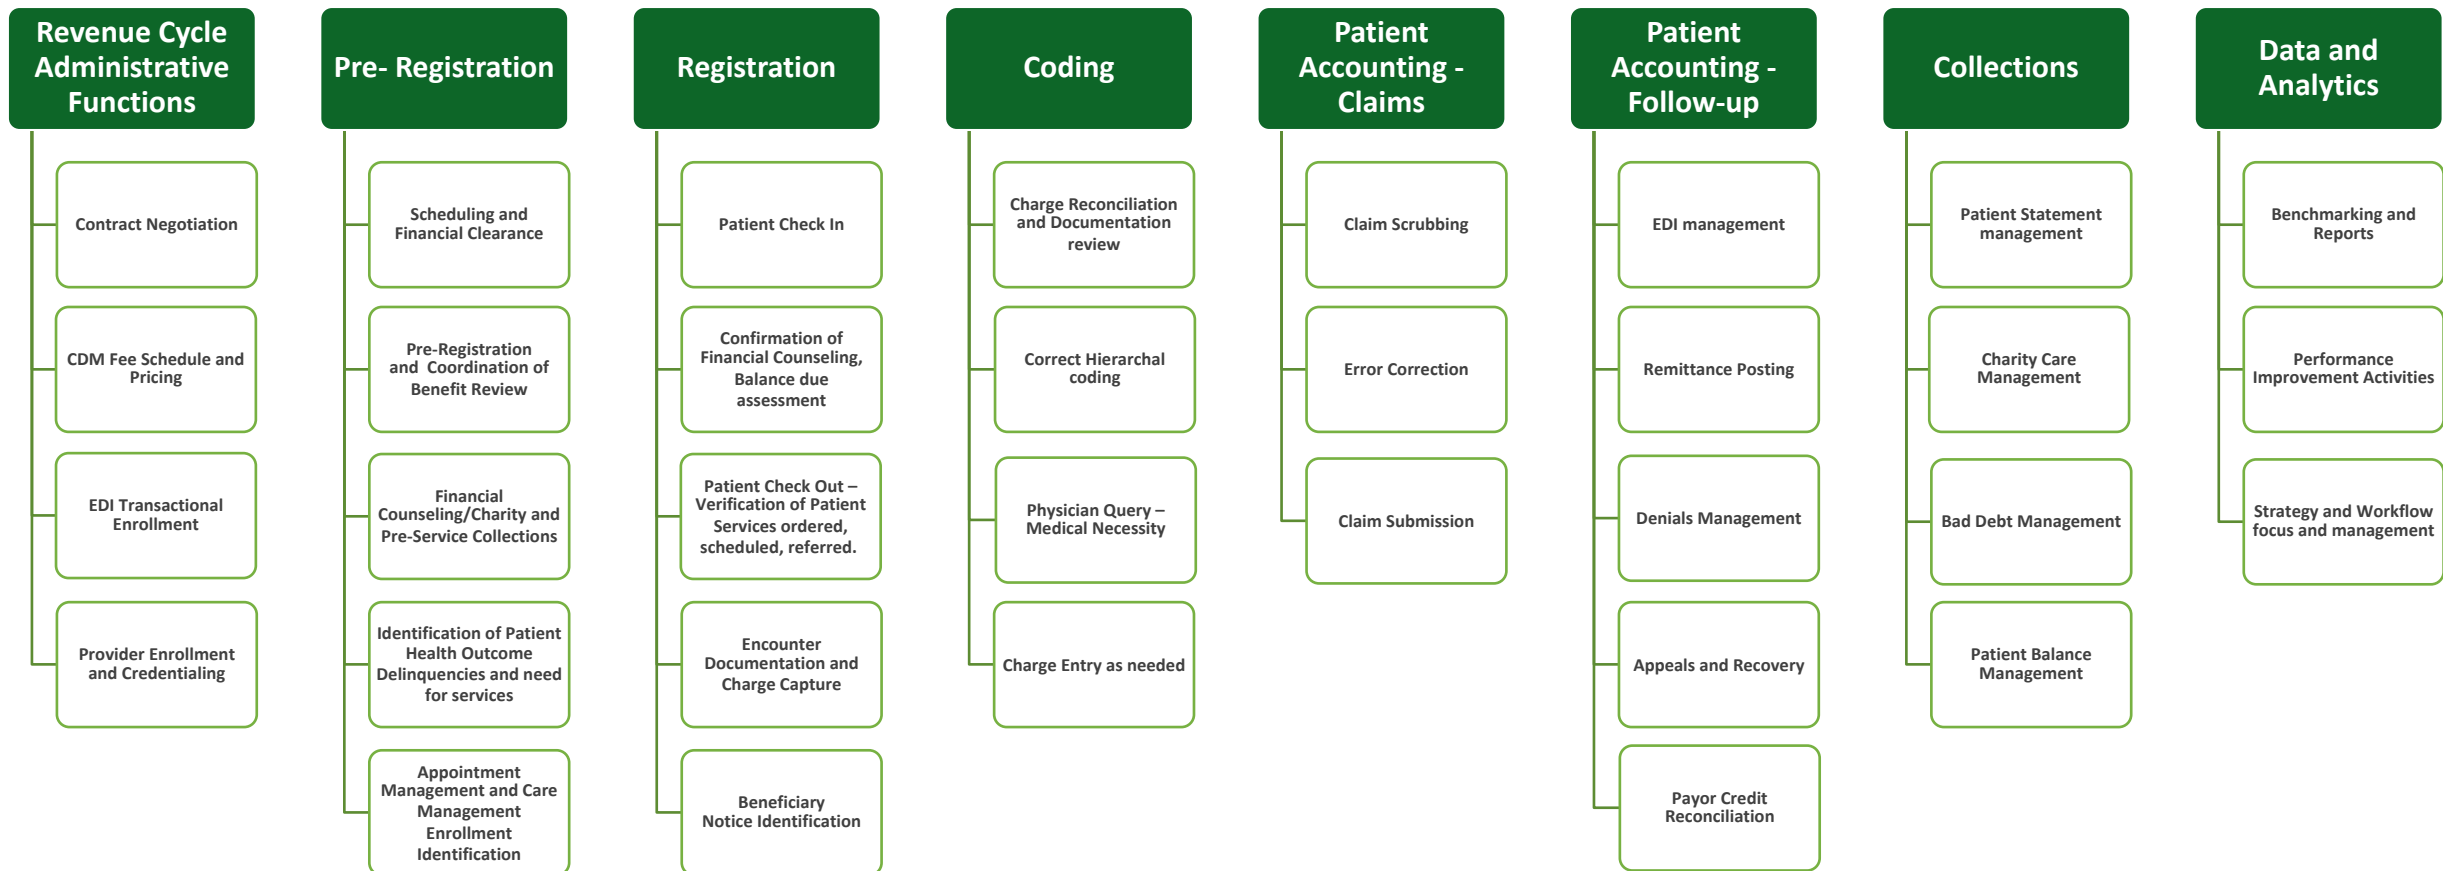 Revenue Cycle
Administrative
Functions
Contract Negotiation
CDM Fee Schedule and
Pricing
EDI Transactional
Enrollment
Provider Enrollment
and Credentialing
Pre- Registration
Scheduling and
Financial Clearance
Pre-Registration
and  Coordination of
Benefit Review
Financial
Counseling/Charity and
Pre-Service Collections
Identification of Patient
Health Outcome
Delinquencies and need
for services
Appointment
Management and Care
Management
Enrollment
Identification
Registration
Patient Check In
Confirmation of
Financial Counseling,
Balance due
assessment
Patient Check Out –
Verification of Patient
Services ordered,
scheduled, referred.
Encounter
Documentation and
Charge Capture
Beneficiary
Notice Identification
Coding
Charge Reconciliation
and Documentation
review
Correct Hierarchal
coding
Physician Query –
Medical Necessity
Charge Entry as needed
Patient
Accounting -
Claims
Claim Scrubbing
Error Correction
Claim Submission
Patient
Accounting -
Follow-up
EDI management
Remittance Posting
Denials Management
Appeals and Recovery
Payor Credit
Reconciliation
Collections
Patient Statement
management
Charity Care
Management
Bad Debt Management
Patient Balance
Management
Data and
Analytics
Benchmarking and
Reports
Performance
Improvement Activities
Strategy and Workflow
focus and management